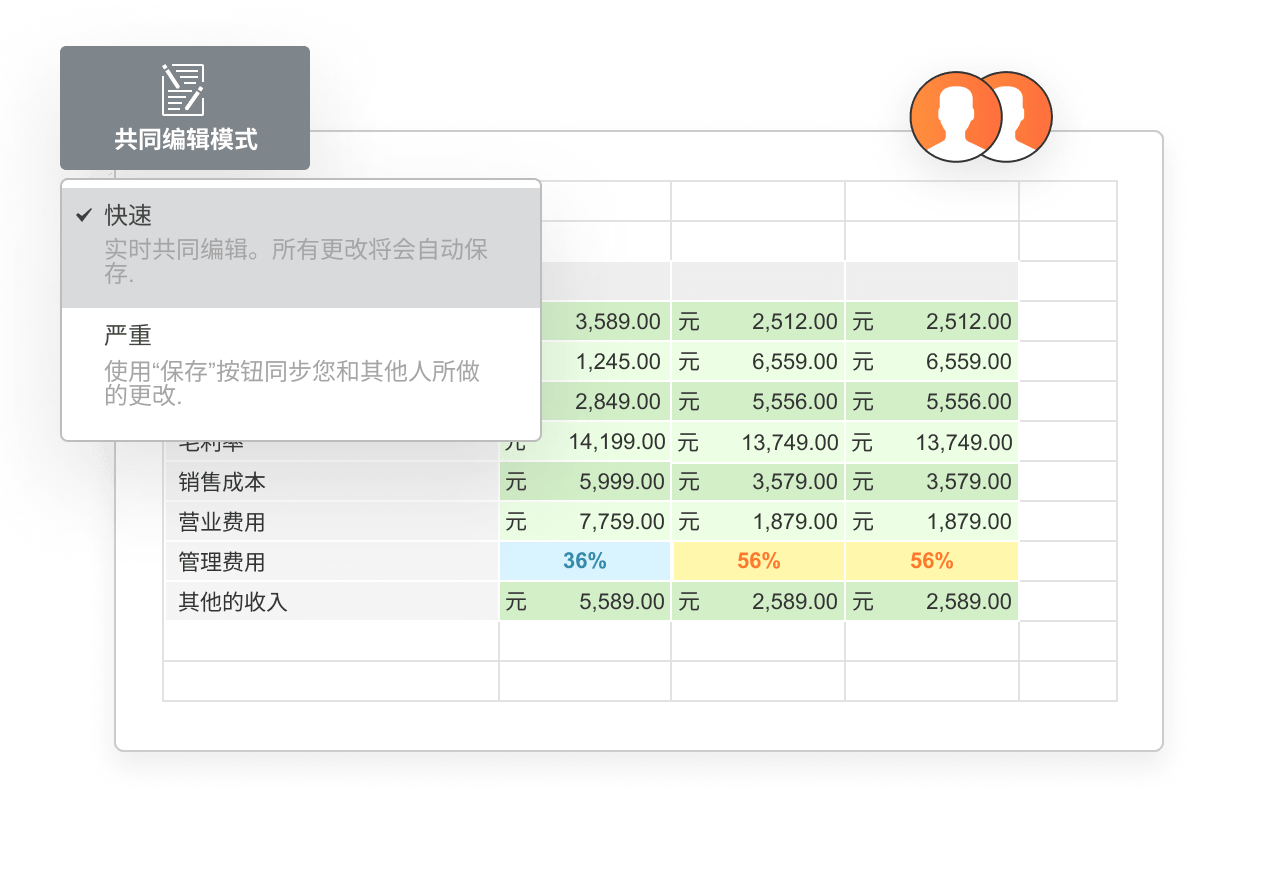 共同编辑模式
快速
实时共同编辑。所有更改将会自动保
存.
严重
使用“保存”按钮同步您和其他人所做
的更改.
3,589.00 元 2,512.00 元 2,512.00
1,245.00 元 6,559.00 元 6,559.00
2,849.00 元 5,556.00 元 5,556.00
毛利率 元 14,199.00 元 13,749.00 元 13,749.00
销售成本 元 5,999.00 元 3,579.00 元 3,579.00
营业费用 元 7,759.00 元 1,879.00 元 1,879.00
管理费用 36% 56% 56%
其他的收入 元 5,589.00 元 2,589.00 元 2,589.00